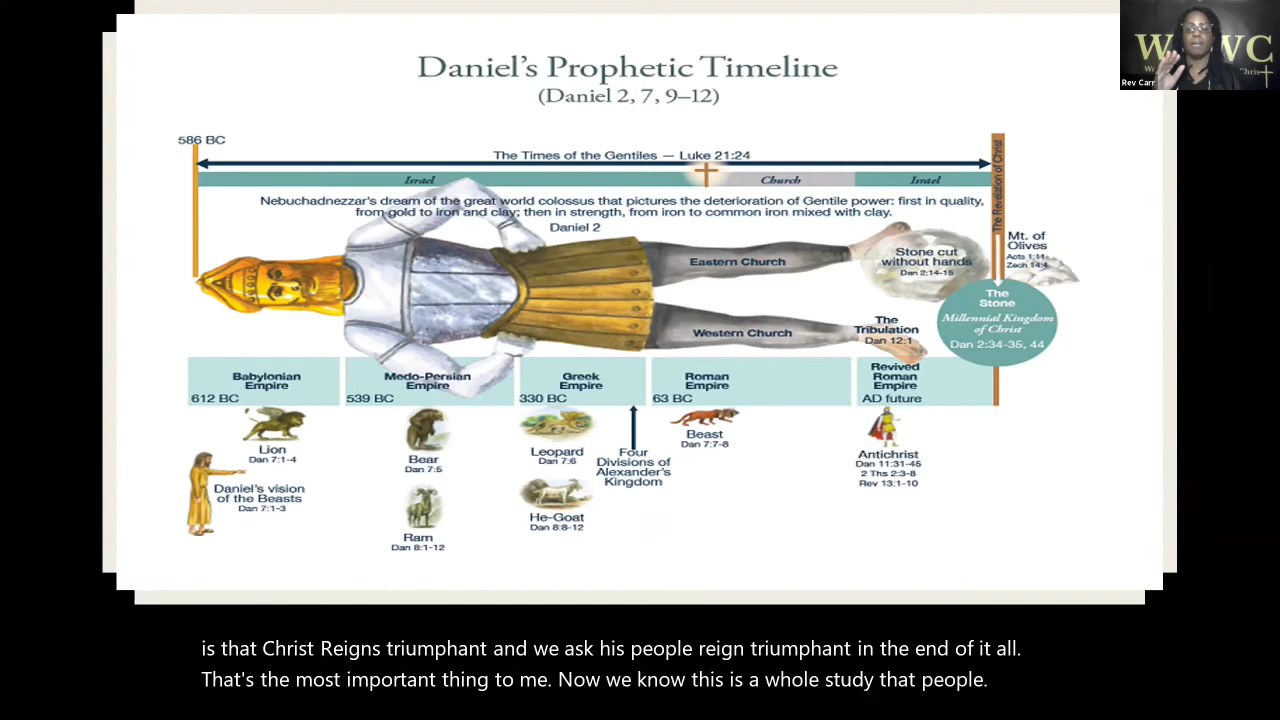 Daniel's Prophetic Timeline
(Daniel 2, 7, 9–12)
W WC
Rev Carr
586 BC
The Times of the Gentiles — Luke 21:24
Israel
Church
Israel
The Revelation of Christ
Nebuchadnezzar's dream of the great world colossus that pictures the deterioration of Gentile power: first in quality,
from gold to iron and clay; then in strength, from iron to common iron mixed with clay.
Daniel 2
Eastern Church
Western Church
Stone cut
without hands
Dan 2:14-15
Mt. of
Olives
Acts 1:11
Zech 14:4
The
Stone
Millennial Kingdom
of Christ
Dan 2:34-35, 44
The
Tribulation
Dan 12:1
Babylonian
Empire
612 BC
Medo-Persian
Empire
539 BC
Greek
Empire
330 BC
Roman
Empire
63 BC
Revived
Roman
Empire
AD future
Lion
Dan 7:1-4
Daniel's vision
of the Beasts
Dan 7:1-3
Bear
Dan 7:5
Ram
Dan 8:1-12
Leopard
Dan 7:6
He-Goat
Dan 8:8-12
Four
Divisions of
Alexander's
Kingdom
Beast
Dan 7:7-8
Antichrist
Dan 11:31-45
2 Ths 2:3-8
Rev 13:1-10
is that Christ Reigns triumphant and we ask his people reign triumphant in the end of it all.
That's the most important thing to me. Now we know this is a whole study that people.